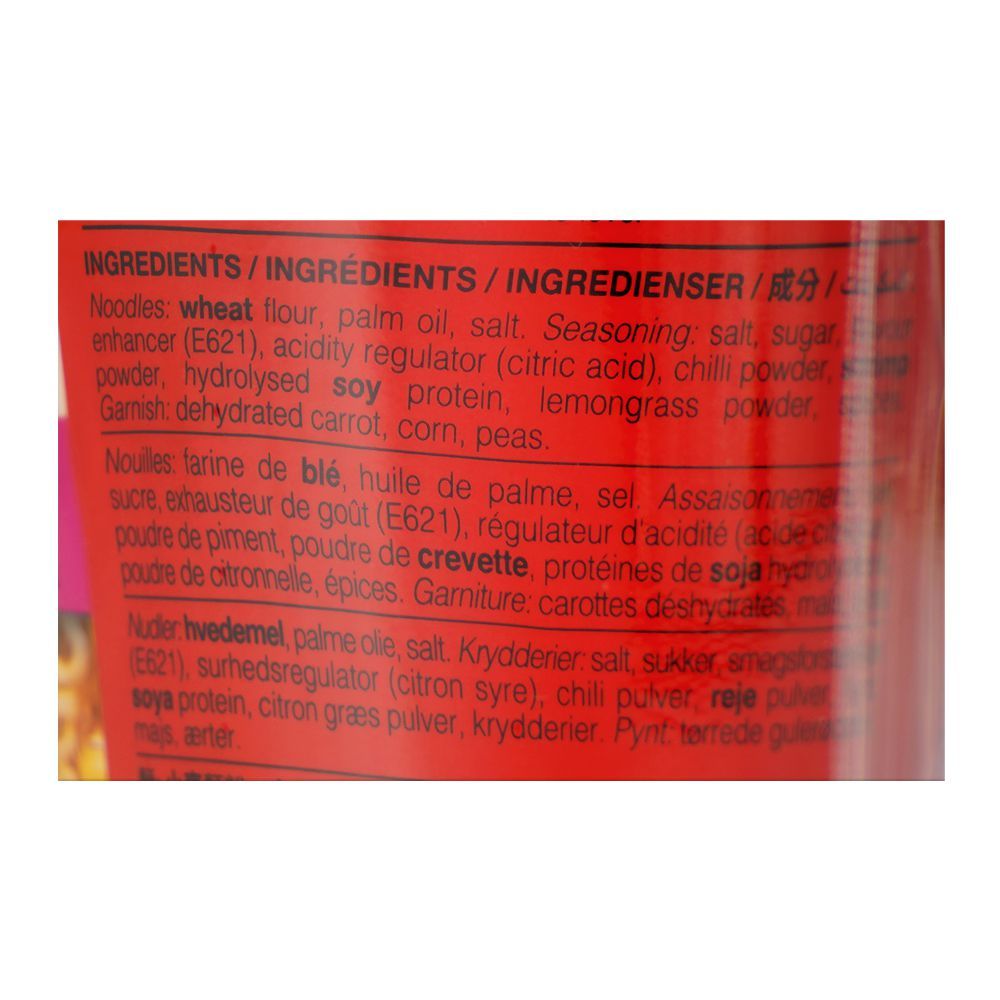 INGREDIENTS / INGRÉDIENTS / INGREDIENSER / 成分 /
Noodles: wheat flour, palm oil, salt. Seasoning: salt, sugar, flavour
enhancer (E621), acidity regulator (citric acid), chilli powder, shrimp
powder, hydrolysed soy protein, lemongrass powder, spices.
Garnish: dehydrated carrot, corn, peas.
Nouilles: farine de blé, huile de palme, sel. Assaisonnement
sucre, exhausteur de goût (E621), régulateur d'acidité (acide
poudre de piment, poudre de crevette, protéines de soja
poudre de citronnelle, épices. Garniture: carottes déshydratés,
Nudler: hvedemel, palme olie, salt. Krydderier: salt, sukker,
(E621), surhedsregulator (citron syre), chili pulver, reje pulver,
soya protein, citron græs pulver, krydderier. Pynt: tørrede
majs, ærter.